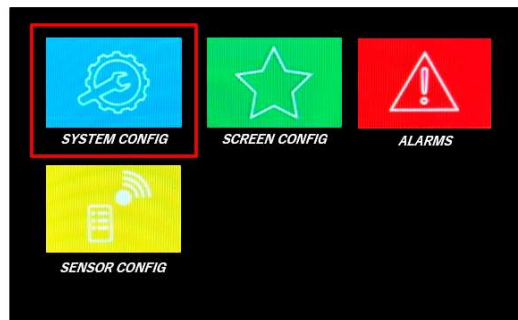 SYSTEM CONFIG
SCREEN CONFIG
ALARMS
SENSOR CONFIG